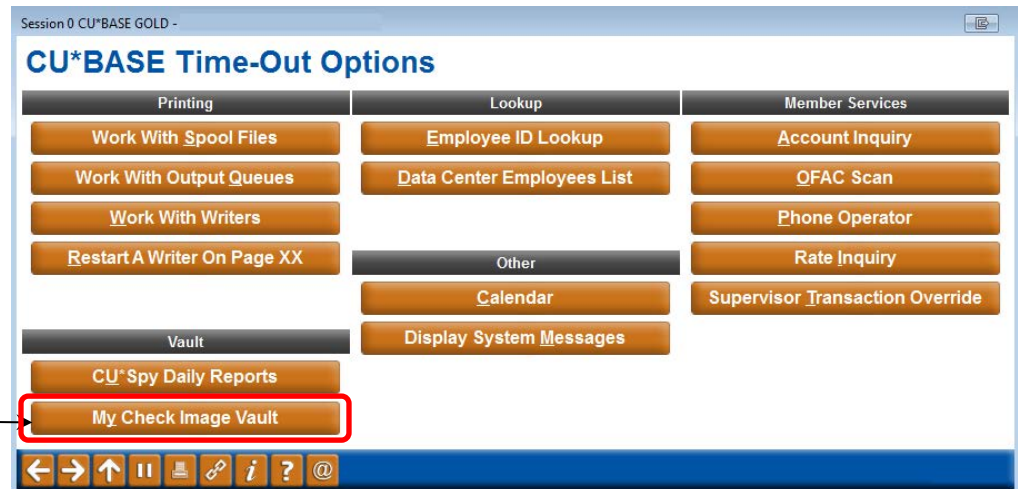 Session 0 CU*BASE GOLD -
CU*BASE Time-Out Options
Printing
Work With Spool Files
Work With Output Queues
Work With Writers
Restart A Writer On Page XX
Vault
CU*Spy Daily Reports
My Check Image Vault
Lookup
Employee ID Lookup
Data Center Employees List
Other
Calendar
Display System Messages
Member Services
Account Inquiry
OFAC Scan
Phone Operator
Rate Inquiry
Supervisor Transaction Override
i ? @